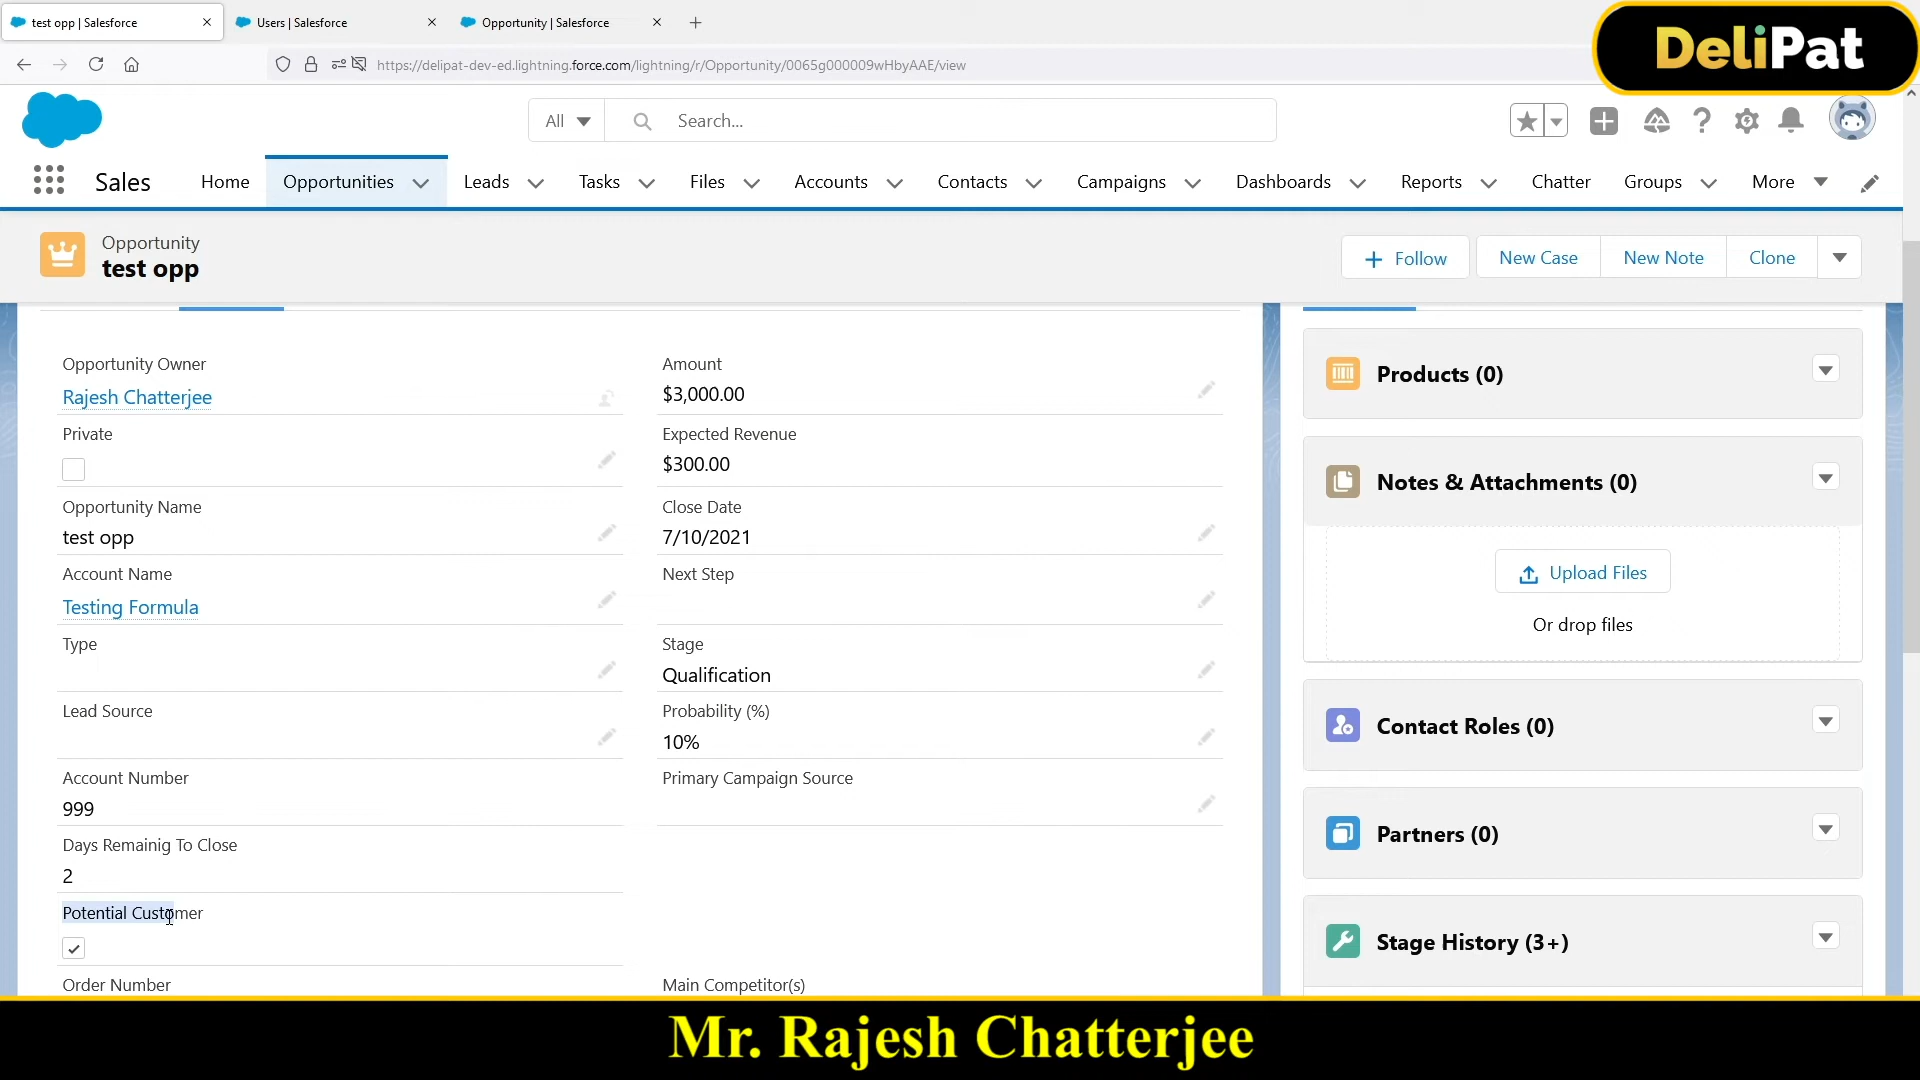 test opp | Salesforce
Users | Salesforce
Opportunity | Salesforce
https://delipat-dev-ed.lightning.force.com/lightning/r/Opportunity/0065g000009wHbyAAE/view
DeliPat
All
Search...
Sales
Home
Opportunities
Leads
Tasks
Files
Accounts
Contacts
Campaigns
Dashboards
Reports
Chatter
Groups
More
Opportunity
test opp
Follow
New Case
New Note
Clone
Opportunity Owner
Rajesh Chatterjee
Amount
$3,000.00
Private
Expected Revenue
$300.00
Opportunity Name
test opp
Close Date
7/10/2021
Account Name
Testing Formula
Next Step
Type
Stage
Qualification
Lead Source
Probability (%)
10%
Account Number
999
Primary Campaign Source
Days Remainig To Close
2
Potential Customer
Order Number
Main Competitor(s)
Products (0)
Notes & Attachments (0)
Upload Files
Or drop files
Contact Roles (0)
Partners (0)
Stage History (3+)
Mr. Rajesh Chatterjee